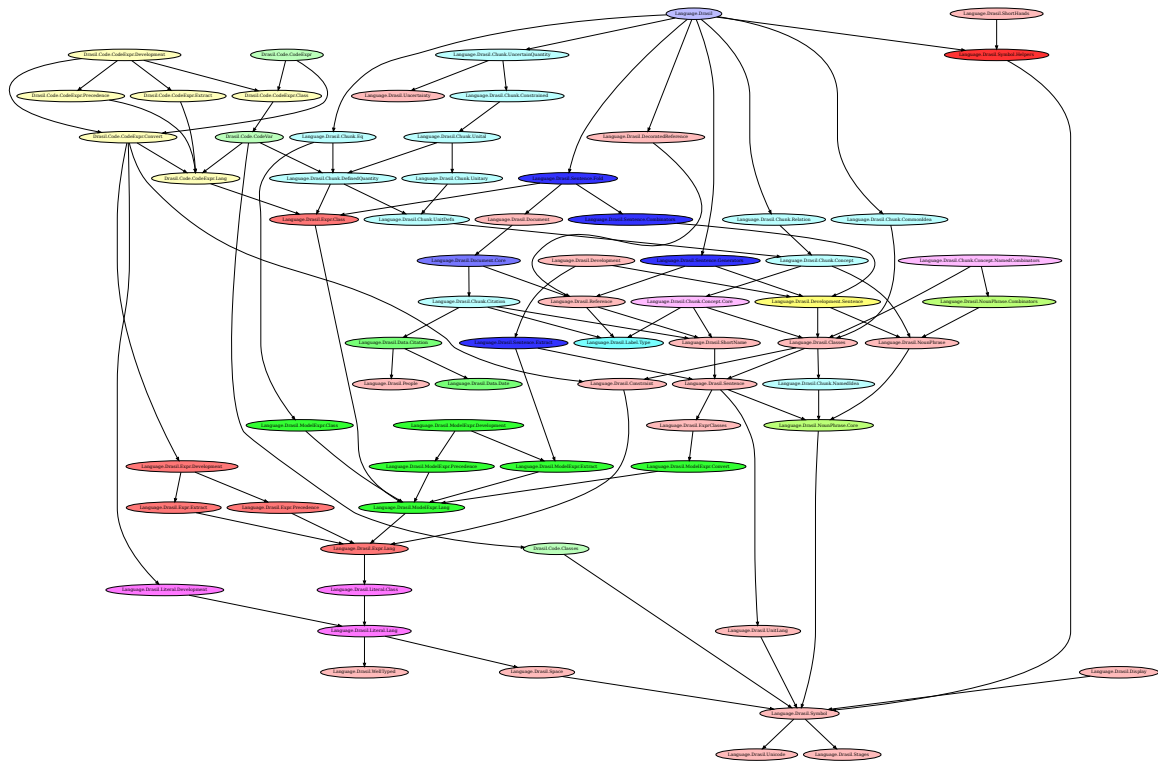 Language.Drasil
Language.Drasil.ShortHands
Drasil.Code.CodeExpr.Development
Drasil.Code.CodeExpr
Language.Drasil.Chunk.UncertainQuantity
Language.Drasil.Symbol.Helpers
Drasil.Code.CodeExpr.Precedence
Drasil.Code.CodeExpr.Extract
Drasil.Code.CodeExpr.Class
Language.Drasil.Uncertainty
Language.Drasil.Chunk.Constrained
Drasil.Code.CodeExpr.Convert
Drasil.Code.CodeVar
Language.Drasil.Chunk.Eq
Language.Drasil.Chunk.Unital
Language.Drasil.DecoratedReference
Drasil.Code.CodeExpr.Lang
Language.Drasil.Chunk.DefinedQuantity
Language.Drasil.Chunk.Unitary
Language.Drasil.Sentence.Fold
Language.Drasil.Expr.Class
Language.Drasil.Chunk.UnitDefn
Language.Drasil.Document
Language.Drasil.Sentence.Combinators
Language.Drasil.Chunk.Relation
Language.Drasil.Chunk.CommonIdea
Language.Drasil.Document.Core
Language.Drasil.Development
Language.Drasil.Sentence.Generators
Language.Drasil.Chunk.Concept
Language.Drasil.Chunk.Concept.NamedCombinators
Language.Drasil.Chunk.Citation
Language.Drasil.Reference
Language.Drasil.Chunk.Concept.Core
Language.Drasil.Development.Sentence
Language.Drasil.NounPhrase.Combinators
Language.Drasil.Data.Citation
Language.Drasil.Sentence.Extract
Language.Drasil.Label.Type
Language.Drasil.ShortName
Language.Drasil.Classes
Language.Drasil.NounPhrase
Language.Drasil.People
Language.Drasil.Data.Date
Language.Drasil.Constraint
Language.Drasil.Sentence
Language.Drasil.Chunk.NamedIdea
Language.Drasil.ModelExpr.Class
Language.Drasil.ModelExpr.Development
Language.Drasil.ExprClasses
Language.Drasil.NounPhrase.Core
Language.Drasil.Expr.Development
Language.Drasil.ModelExpr.Precedence
Language.Drasil.ModelExpr.Extract
Language.Drasil.ModelExpr.Convert
Language.Drasil.Expr.Extract
Language.Drasil.Expr.Precedence
Language.Drasil.ModelExpr.Lang
Language.Drasil.Expr.Lang
Drasil.Code.Classes
Language.Drasil.Literal.Development
Language.Drasil.Literal.Class
Language.Drasil.Literal.Lang
Language.Drasil.UnitLang
Language.Drasil.WellTyped
Language.Drasil.Space
Language.Drasil.Display
Language.Drasil.Symbol
Language.Drasil.Unicode
Language.Drasil.Stages